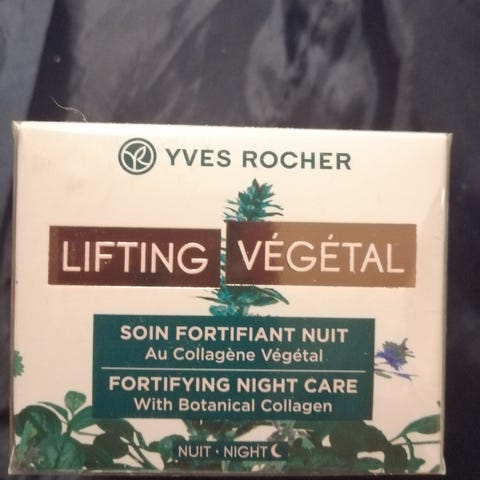 YVES ROCHER
LIFTING VÉGÉTAL
SOIN FORTIFIANT NUIT
Au Collagène Végétal
FORTIFYING NIGHT CARE
With Botanical Collagen
NUIT · NIGHT